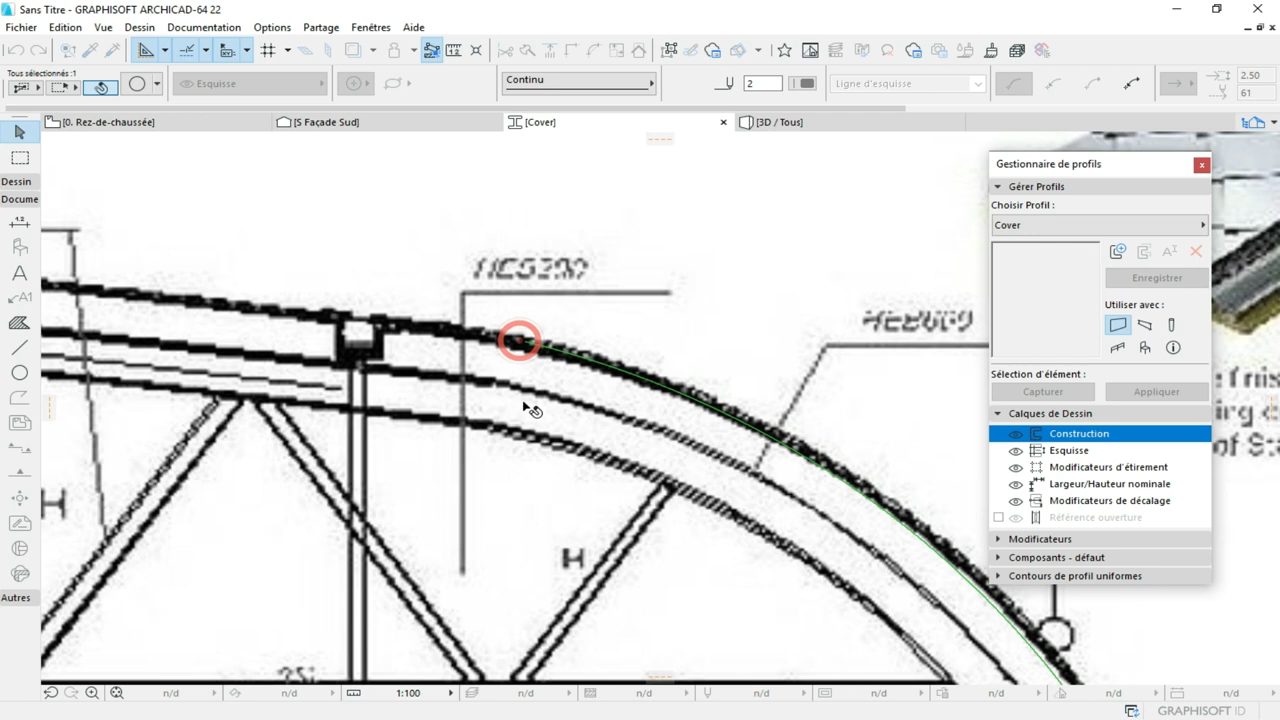 Sans Titre - GRAPHISOFT ARCHICAD-64 22
Fichier Edition Vue Dessin Documentation Options Partage Fenêtres Aide
Tous sélectionnés :1
Esquisse
Continu
2
Ligne d'esquisse
2.50
61
[0. Rez-de-chaussée]
[S Façade Sud]
[Cover]
[3D / Tous]
Dessin
Docume
1.2
A
A1
Autres
Gestionnaire de profils
Gérer Profils
Choisir Profil :
Cover
Enregistrer
Utiliser avec :
Sélection d'élément :
Capturer
Appliquer
Calques de Dessin
Construction
Esquisse
Modificateurs d'étirement
Largeur/Hauteur nominale
Modificateurs de décalage
Référence ouverture
Modificateurs
Composants - défaut
Contours de profil uniformes
H
H
n/d n/d 1:100 n/d n/d n/d n/d n/d n/d n/d
GRAPHISOFT ID